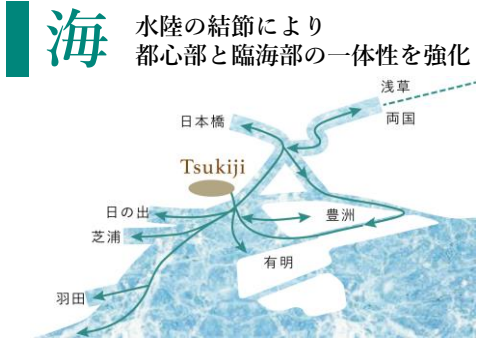 海
水陸の結節により
都心部と臨海部の一体性を強化
浅草
両国
日本橋
Tsukiji
日の出
豊洲
芝浦
有明
羽田